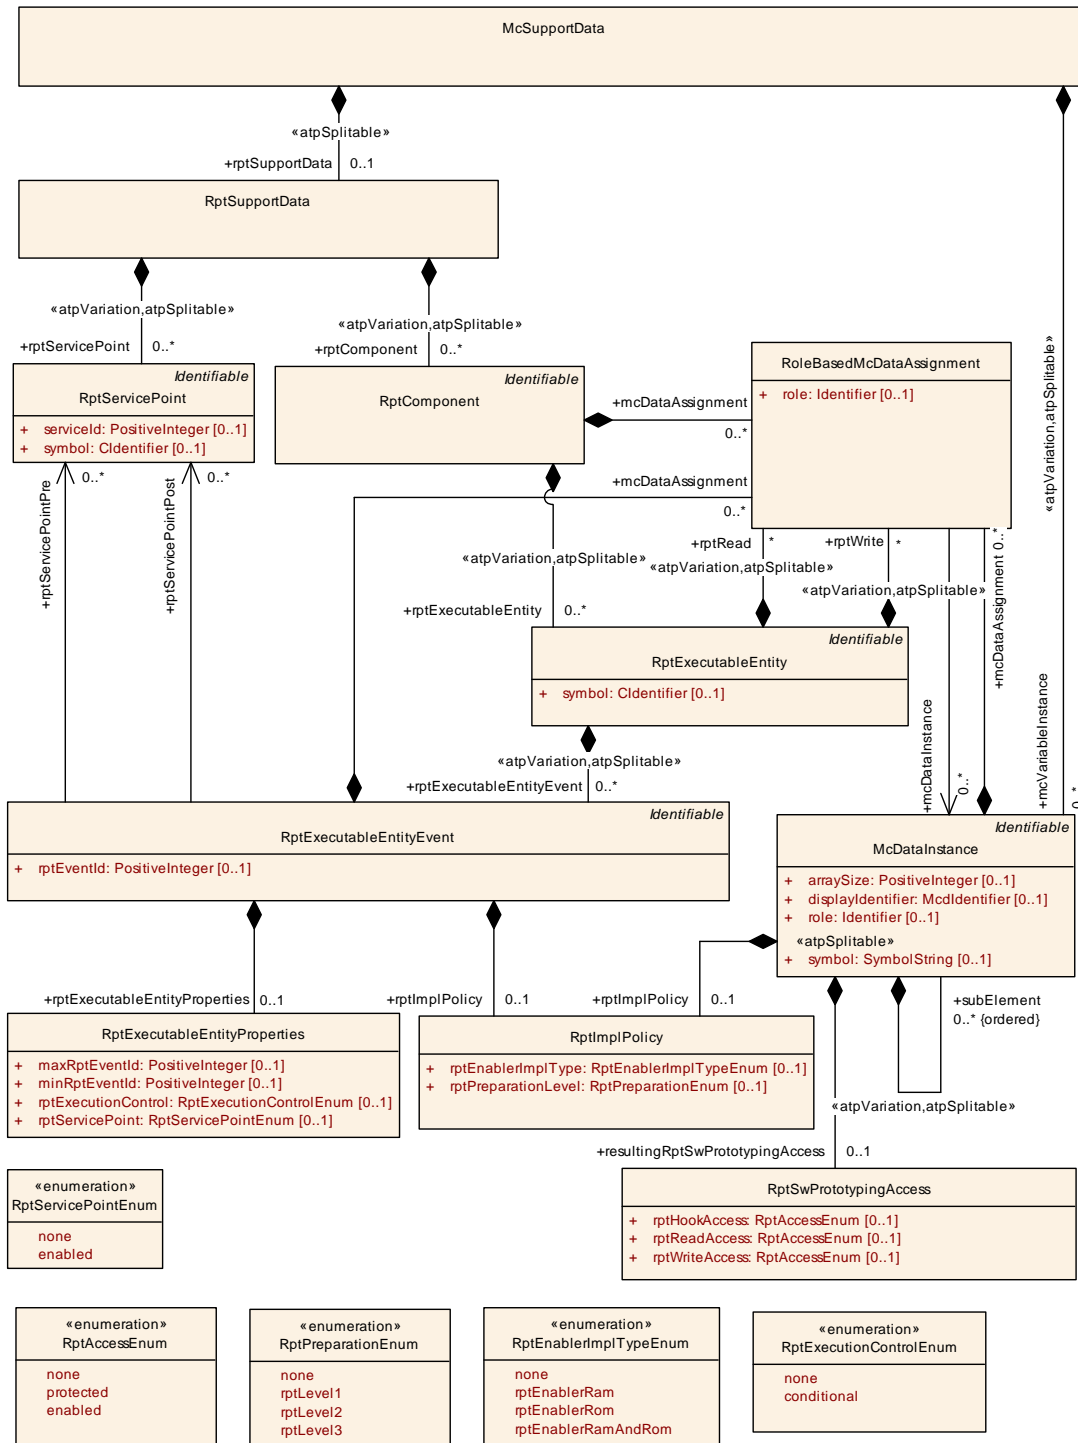 McSupportData
«atpSplitable»
+rptSupportData 0..1
RptSupportData
«atpVariation,atpSplitable»
+rptServicePoint 0..*
«atpVariation,atpSplitable»
+rptComponent 0..*
«atpVariation,atpSplitable»
Identifiable
RptServicePoint
+ serviceId: PositiveInteger [0..1]
+ symbol: CIdentifier [0..1]
Identifiable
RptComponent
RoleBasedMcDataAssignment
+ role: Identifier [0..1]
+mcDataAssignment
0..*
+mcDataAssignment
0..*
0..*
+rptServicePointPre
0..*
+rptServicePointPost
«atpVariation,atpSplitable»
+rptExecutableEntity 0..*
+rptRead *
«atpVariation,atpSplitable»
+rptWrite *
«atpVariation,atpSplitable»
+mcDataAssignment 0..*
Identifiable
RptExecutableEntity
+ symbol: CIdentifier [0..1]
«atpVariation,atpSplitable»
+rptExecutableEntityEvent 0..*
+mcDataInstance
0..*
+mcVariableInstance
0..*
Identifiable
RptExecutableEntityEvent
+ rptEventId: PositiveInteger [0..1]
Identifiable
McDataInstance
+ arraySize: PositiveInteger [0..1]
+ displayIdentifier: McdIdentifier [0..1]
+ role: Identifier [0..1]
«atpSplitable»
+ symbol: SymbolString [0..1]
+rptExecutableEntityProperties 0..1
+rptImplPolicy 0..1
+rptImplPolicy 0..1
+subElement
0..* {ordered}
RptExecutableEntityProperties
+ maxRptEventId: PositiveInteger [0..1]
+ minRptEventId: PositiveInteger [0..1]
+ rptExecutionControl: RptExecutionControlEnum [0..1]
+ rptServicePoint: RptServicePointEnum [0..1]
RptImplPolicy
+ rptEnablerImplType: RptEnablerImplTypeEnum [0..1]
+ rptPreparationLevel: RptPreparationEnum [0..1]
«atpVariation,atpSplitable»
+resultingRptSwPrototypingAccess 0..1
RptSwPrototypingAccess
+ rptHookAccess: RptAccessEnum [0..1]
+ rptReadAccess: RptAccessEnum [0..1]
+ rptWriteAccess: RptAccessEnum [0..1]
«enumeration»
RptServicePointEnum
none
enabled
«enumeration»
RptAccessEnum
none
protected
enabled
«enumeration»
RptPreparationEnum
none
rptLevel1
rptLevel2
rptLevel3
«enumeration»
RptEnablerImplTypeEnum
none
rptEnablerRam
rptEnablerRom
rptEnablerRamAndRom
«enumeration»
RptExecutionControlEnum
none
conditional